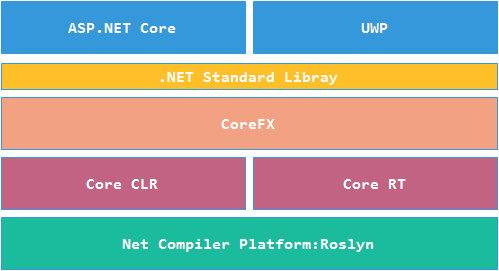 ASP.NET Core
UWP
.NET Standard Libray
CoreFX
Core CLR
Core RT
Net Compiler Platform:Roslyn